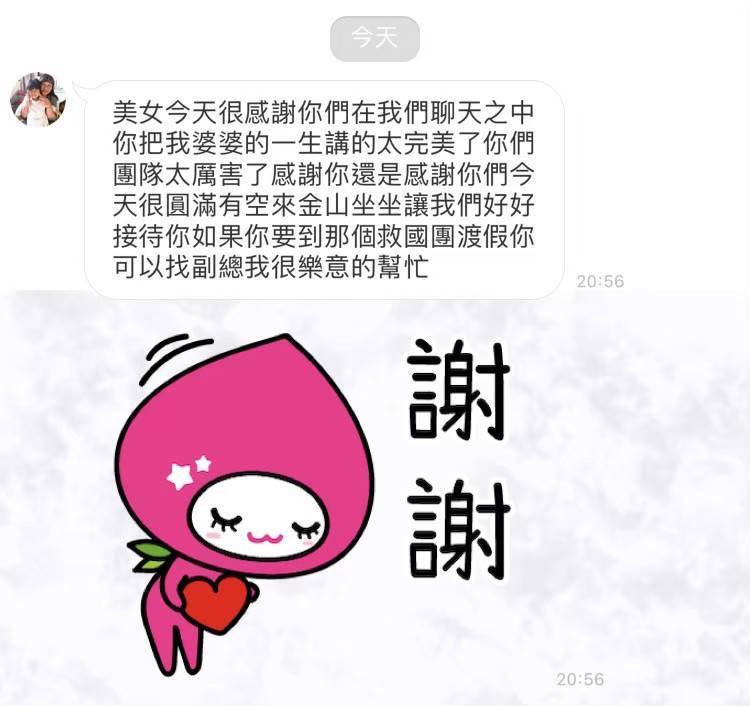 今天
美女今天很感謝你們在我們聊天之中
你把我婆婆的一生講的太完美了你們
團隊太厲害了感謝你還是感謝你們今
天很圓滿有空來金山坐坐讓我們好好
接待你如果你要到那個救國團渡假你
可以找副總我很樂意的幫忙
20:56
謝
謝
20:56